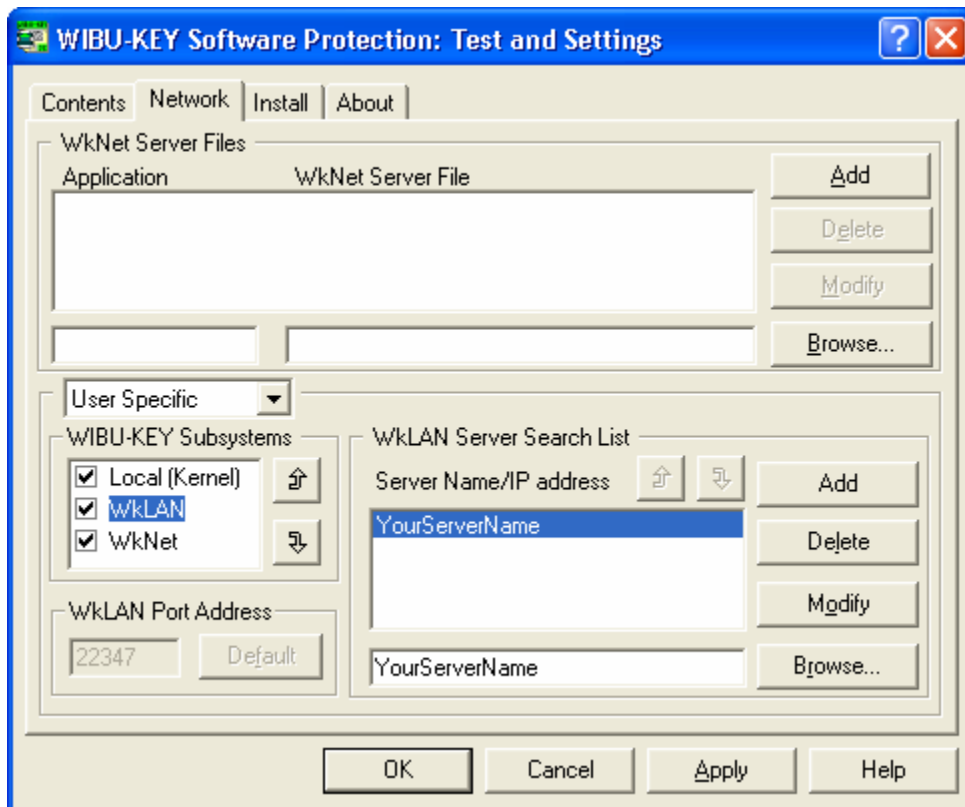 WIBU-KEY Software Protection: Test and Settings
Contents Network Install About
WkNet Server Files
Application WkNet Server File
Add
Delete
Modify
Browse...
User Specific
WIBU-KEY Subsystems
Local (Kernel)
WkLAN
WkNet
WkLAN Port Address
22347 Default
WkLAN Server Search List
Server Name/IP address
YourServerName
YourServerName
Add
Delete
Modify
Browse...
OK Cancel Apply Help